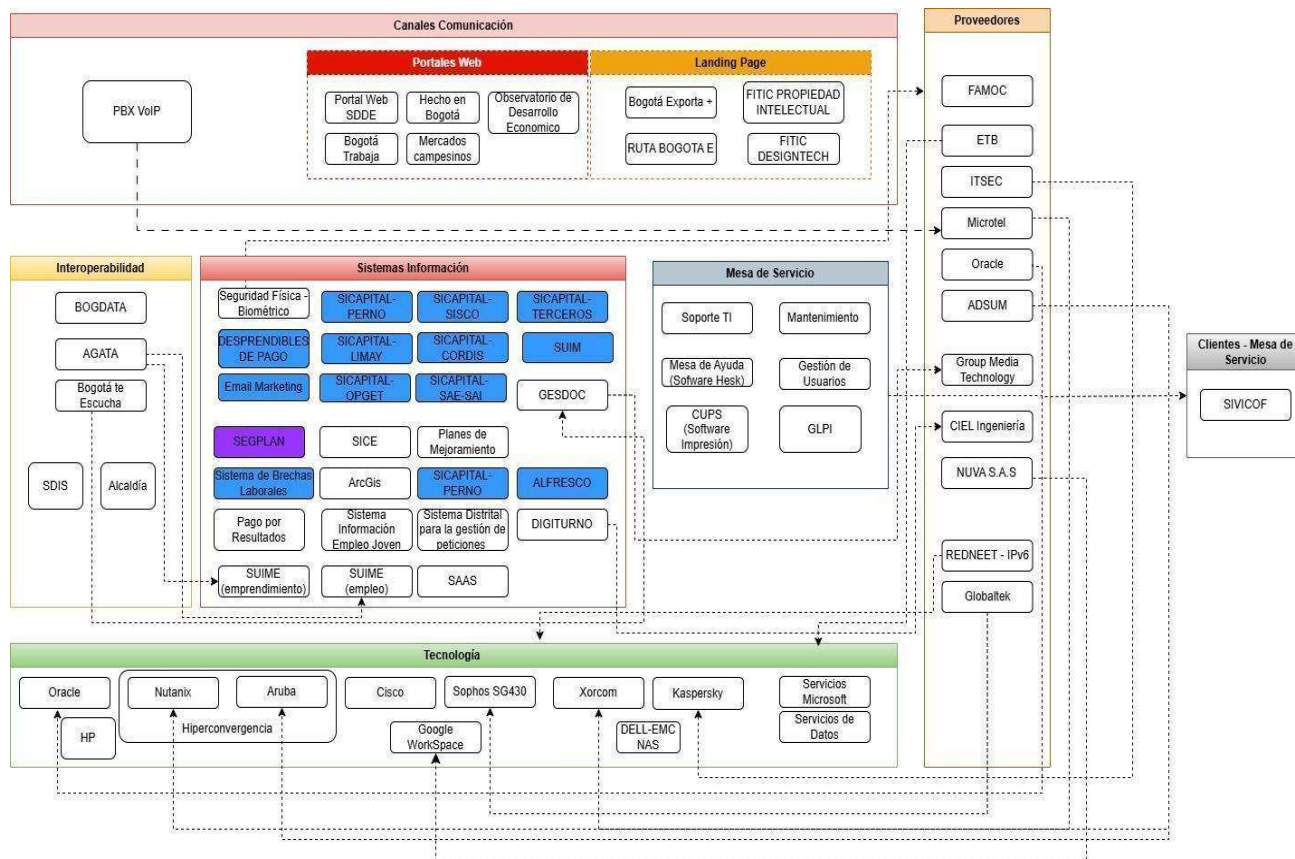 Canales Comunicación
PBX VoIP
Portales Web
Portal Web
SDDE
Hecho en
Bogotá
Observatorio de
Desarrollo
Economico
Bogotá
Trabaja
Mercados
campesinos
Landing Page
Bogotá Exporta +
FITIC PROPIEDAD
INTELECTUAL
RUTA BOGOTA E
FITIC
DESIGNTECH
Proveedores
FAMOC
ETB
ITSEC
Microtel
Oracle
ADSUM
Group Media
Technology
CIEL Ingeniería
NUVA S.A.S
REDNEET - IPv6
Globaltek
Interoperabilidad
BOGDATA
AGATA
Bogotá te
Escucha
SDIS
Alcaldía
Sistemas Información
Seguridad Física -
Biométrico
SICAPITAL-
PERNO
SICAPITAL-
SISCO
SICAPITAL-
TERCEROS
DESPRENDIBLES
DE PAGO
SICAPITAL-
LIMAY
SICAPITAL-
CORDIS
SUIM
Email Marketing
SICAPITAL-
OPGET
SICAPITAL-
SAE-SAI
GESDOC
SEGPLAN
SICE
Planes de
Mejoramiento
Sistema de Brechas
Laborales
ArcGis
SICAPITAL-
PERNO
ALFRESCO
Pago por
Resultados
Sistema
Información
Empleo Joven
Sistema Distrital
para la gestión de
peticiones
DIGITURNO
SUIME
(emprendimiento)
SUIME
(empleo)
SAAS
Mesa de Servicio
Soporte TI
Mantenimiento
Mesa de Ayuda
(Sofware Hesk)
Gestión de
Usuarios
CUPS
(Software
Impresión)
GLPI
Clientes - Mesa de
Servicio
SIVICOF
Tecnología
Oracle
HP
Nutanix
Aruba
Hiperconvergencia
Cisco
Sophos SG430
Google
WorkSpace
Xorcom
Kaspersky
DELL-EMC
NAS
Servicios
Microsoft
Servicios de
Datos